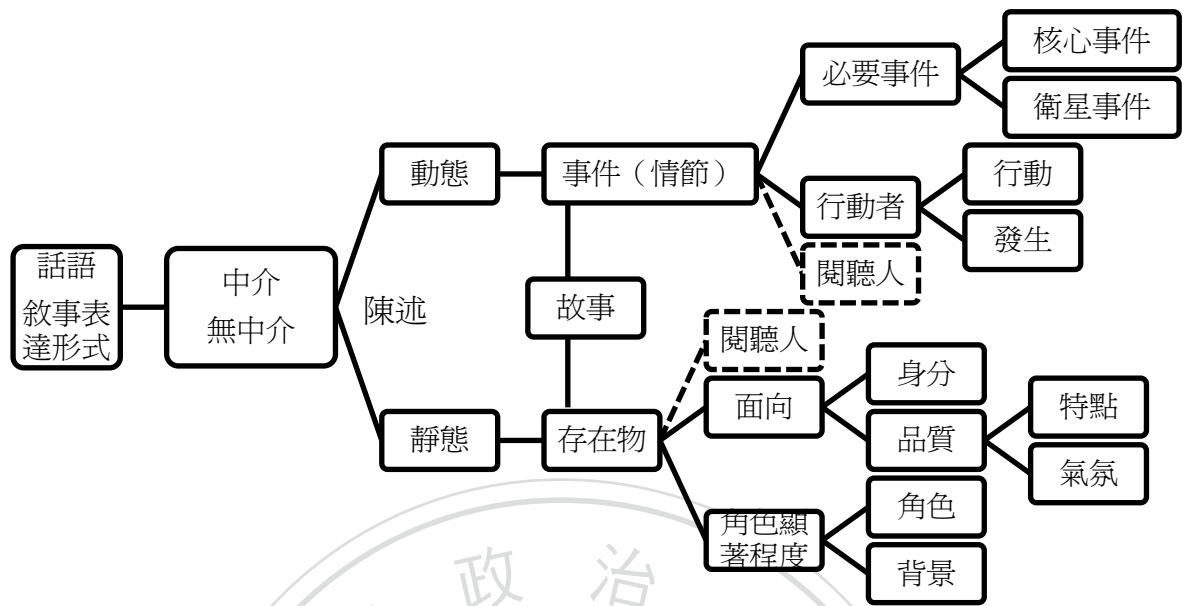 話語
敘事表
達形式
中介
無中介
陳述
動態
靜態
事件（情節）
故事
存在物
必要事件
核心事件
衛星事件
行動者
行動
發生
閱聽人
閱聽人
面向
身分
品質
特點
氣氛
角色顯
著程度
角色
背景
政 治